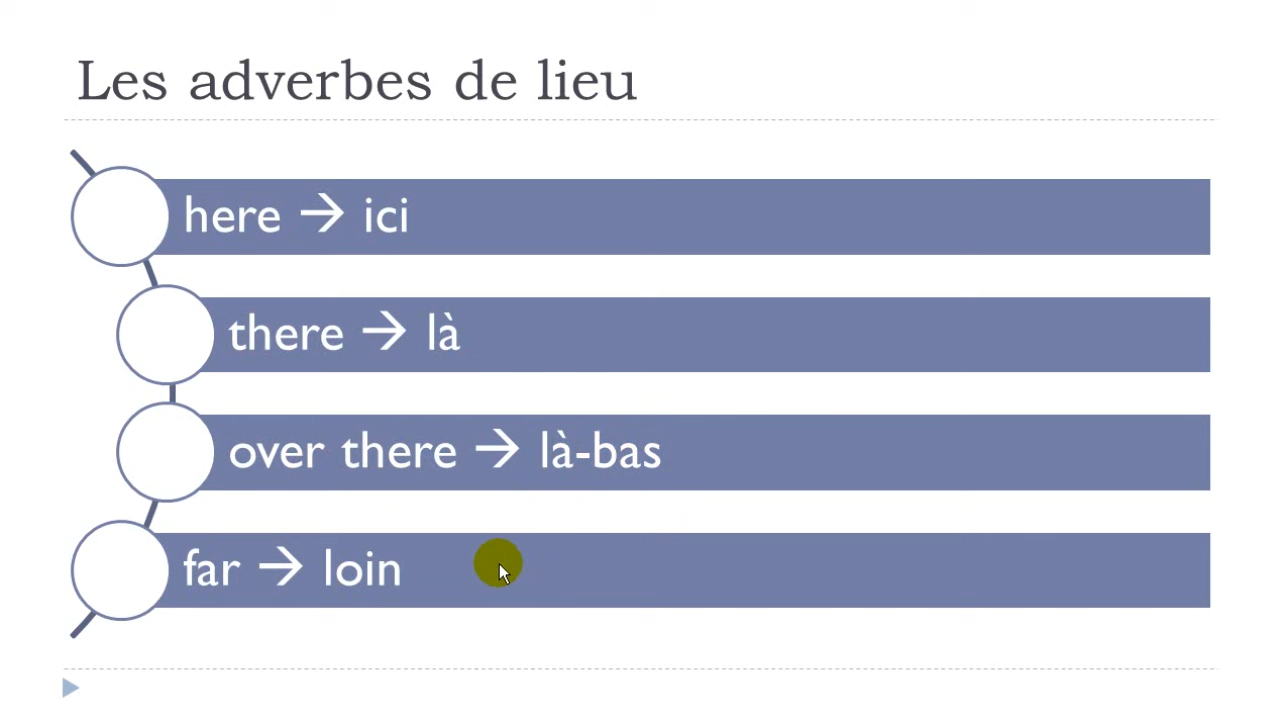 Les adverbes de lieu
here → ici
there → là
over there → là-bas
far → loin